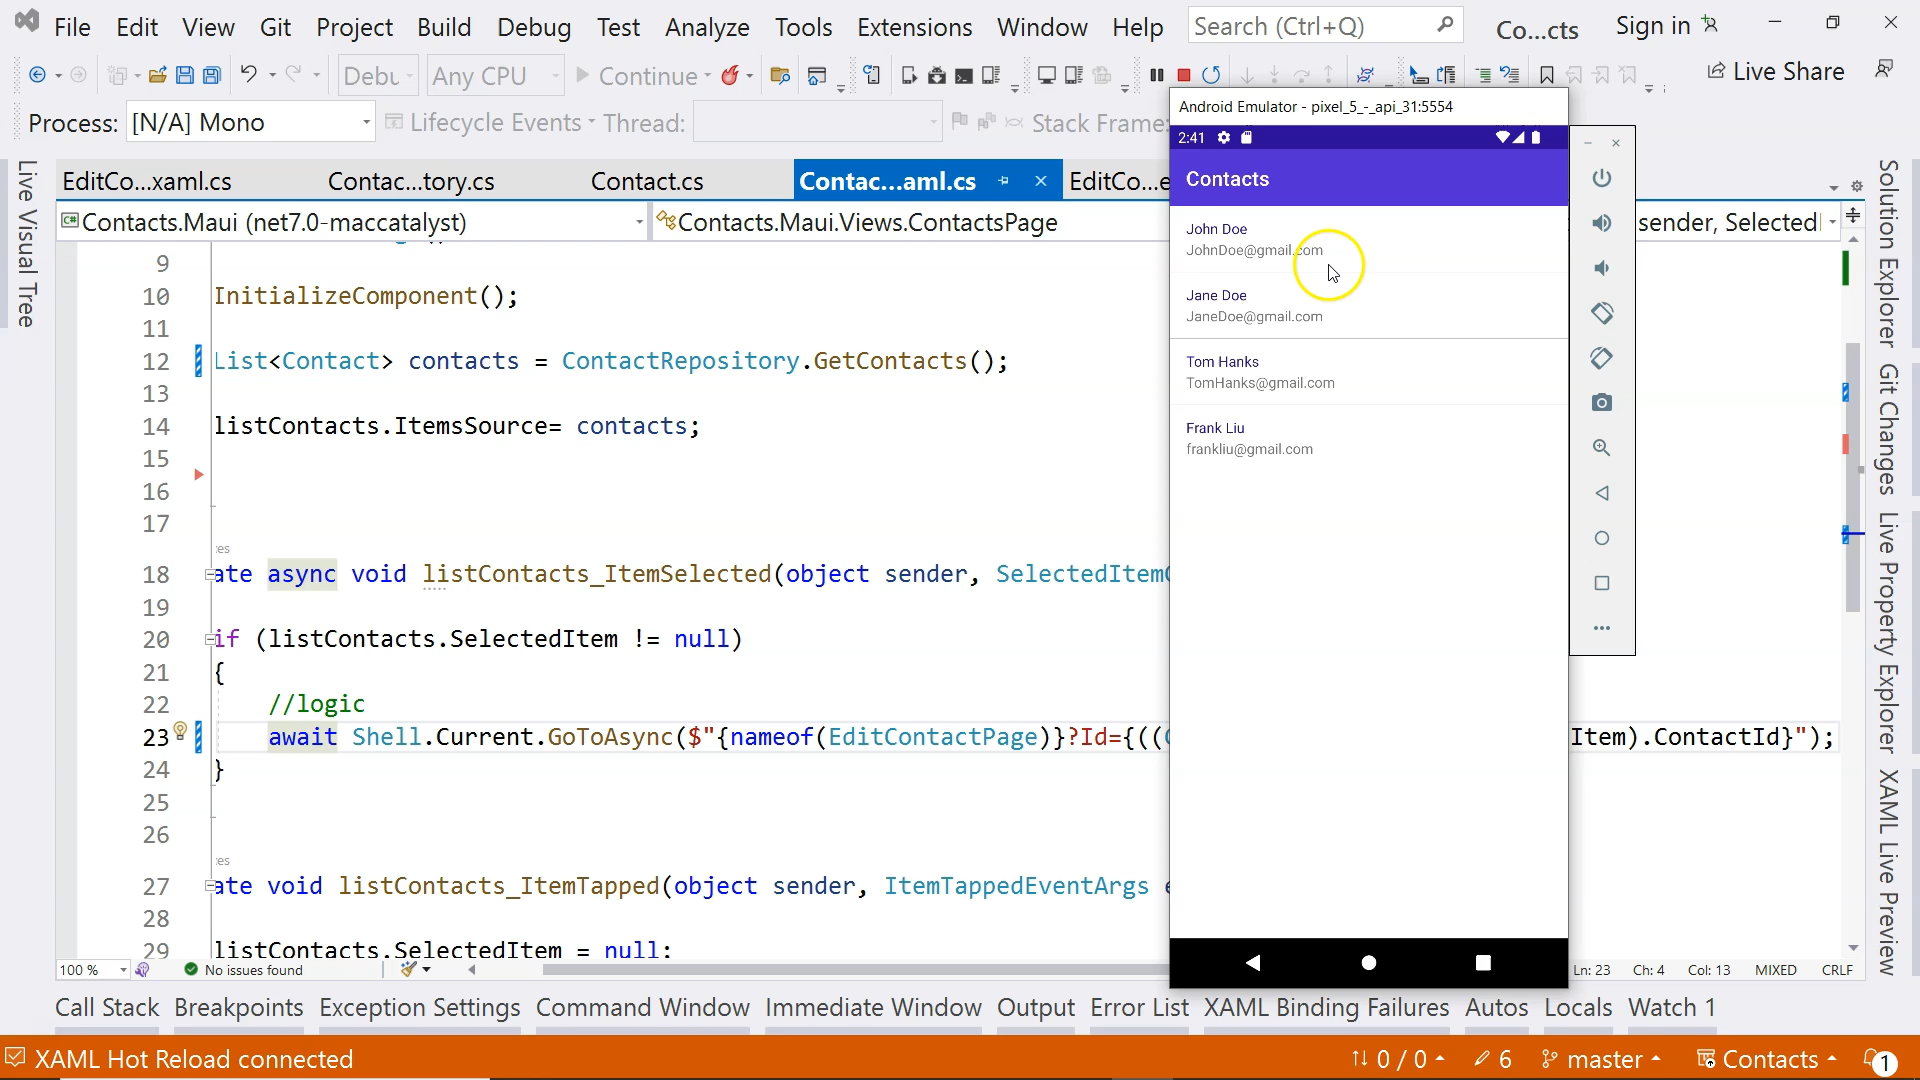 File Edit View Git Project Build Debug Test Analyze Tools Extensions Window Help Search (Ctrl+Q) Co...cts Sign in
Debu Any CPU Continue Live Share
Process: [N/A] Mono Lifecycle Events Thread: Stack Frame:
Android Emulator - pixel_5_-_api_31:5554
2:41
Contacts
John Doe
JohnDoe@gmail.com
Jane Doe
JaneDoe@gmail.com
Tom Hanks
TomHanks@gmail.com
Frank Liu
frankliu@gmail.com
EditCo...xaml.cs Contac...tory.cs Contact.cs Contac...aml.cs EditCo...e
Contacts.Maui (net7.0-maccatalyst) Contacts.Maui.Views.ContactsPage sender, Selected
9
10 InitializeComponent();
11
12 List<Contact> contacts = ContactRepository.GetContacts();
13
14 listContacts.ItemsSource= contacts;
15
16
17
es
18 ate async void listContacts_ItemSelected(object sender, SelectedItem
19
20 if (listContacts.SelectedItem != null)
21 {
22 //logic
23 await Shell.Current.GoToAsync($"{nameof(EditContactPage)}?Id={(( Item).ContactId}");
24 }
25
26
es
27 ate void listContacts_ItemTapped(object sender, ItemTappedEventArgs e
28
29 listContacts.SelectedItem = null;
100 % No issues found Ln: 23 Ch: 4 Col: 13 MIXED CRLF
Call Stack Breakpoints Exception Settings Command Window Immediate Window Output Error List XAML Binding Failures Autos Locals Watch 1
XAML Hot Reload connected 0 / 0 6 master Contacts 1
Live Visual Tree
Solution Explorer
Git Changes
Live Property Explorer
XAML Live Preview